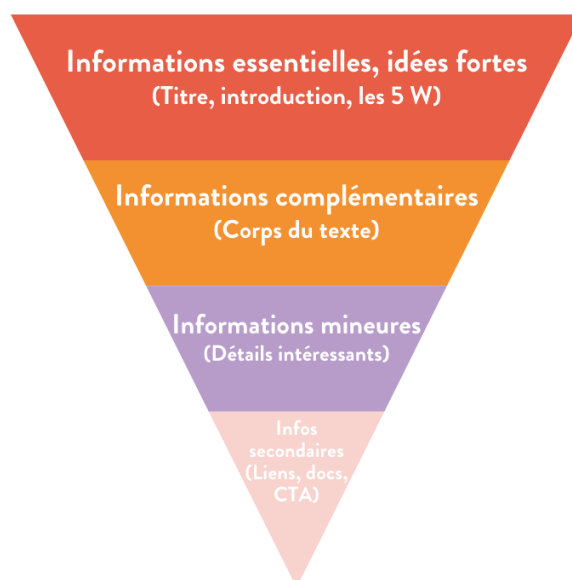 Informations essentielles, idées fortes
(Titre, introduction, les 5 W)
Informations complémentaires
(Corps du texte)
Informations mineures
(Détails intéressants)
Infos
secondaires
(Liens, docs,
CTA)